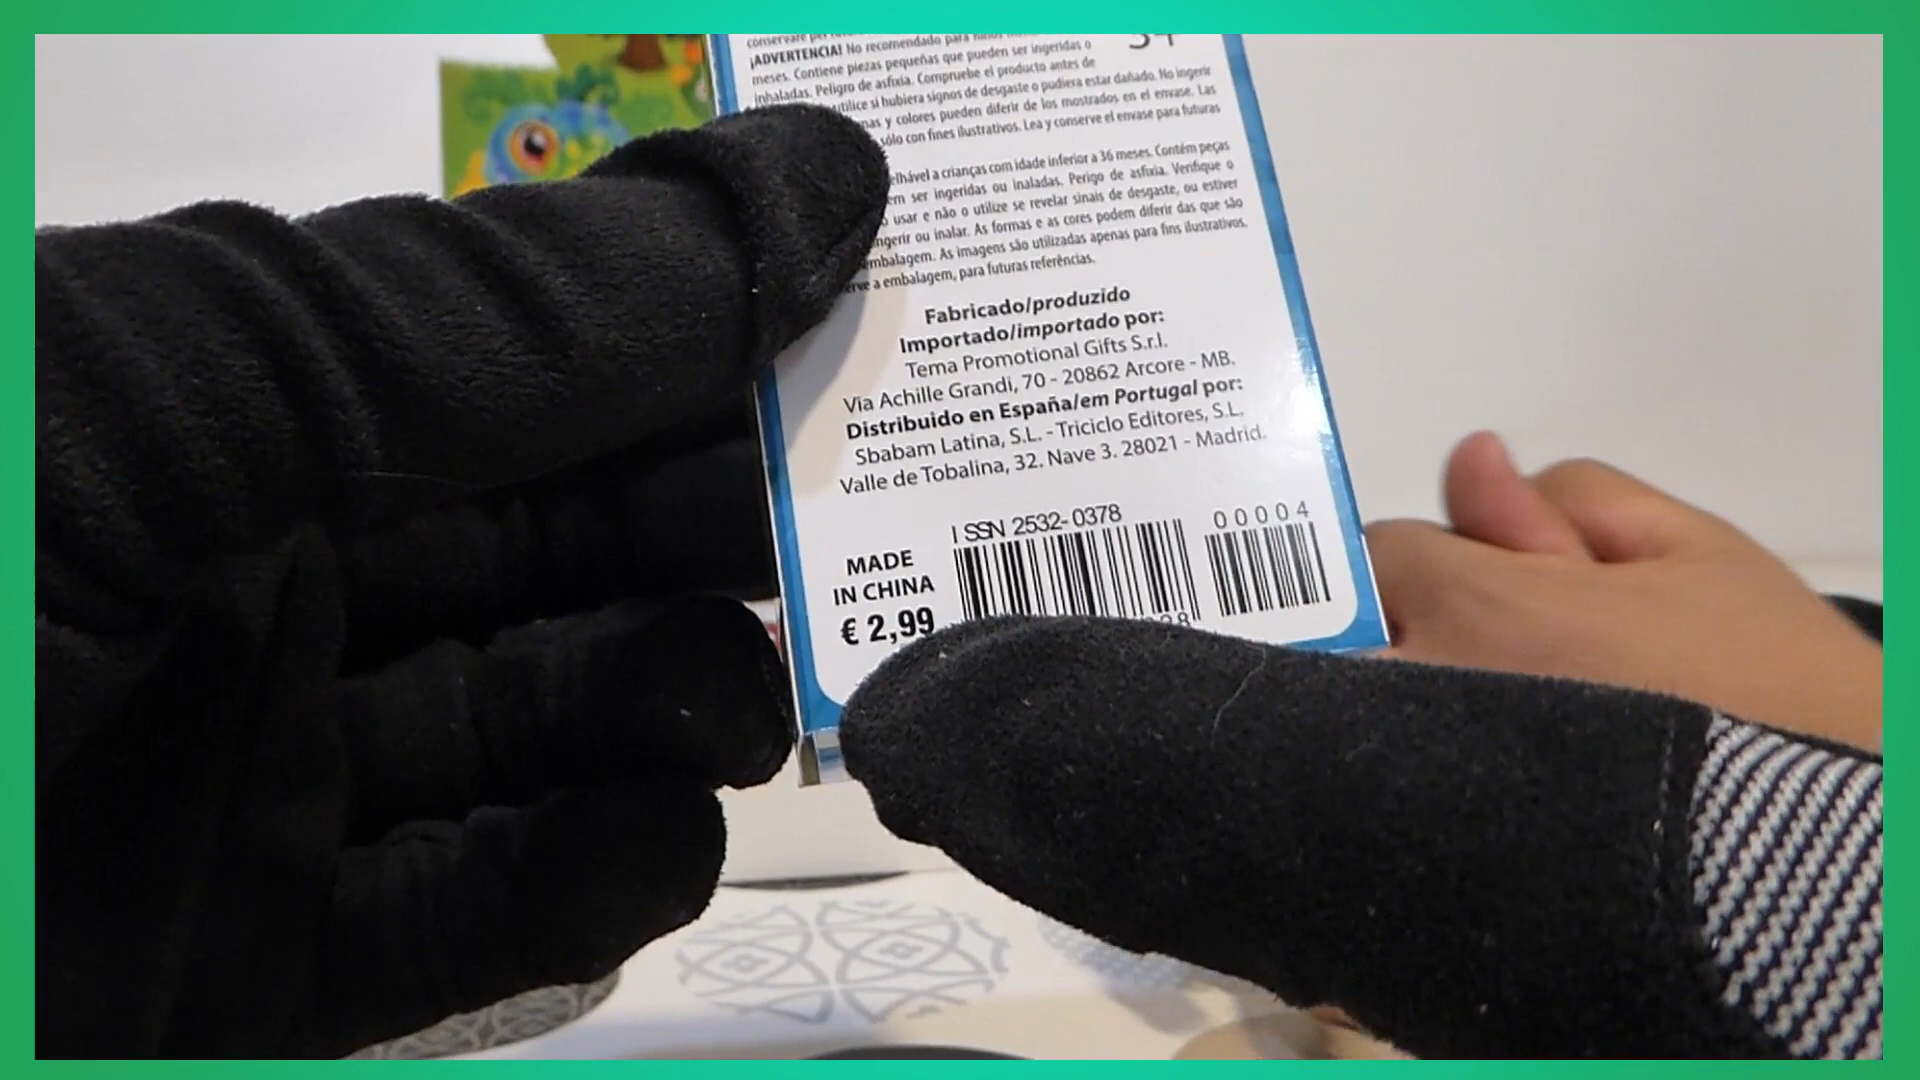 conservare per
¡ADVERTENCIA! No recomendado para niños
meses. Contiene piezas pequeñas que pueden ser ingeridas o
inhaladas. Peligro de asfixia. Compruebe el producto antes de
utilice si hubiera signos de desgaste o pudiera estar dañado. No ingerir
mas y colores pueden diferir de los mostrados en el envase. Las
sólo con fines ilustrativos. Lea y conserve el envase para futuras
elhável a crianças com idade inferior a 36 meses. Contém peças
em ser ingeridas ou inaladas. Perigo de asfixia. Verifique o
usar e não o utilize se revelar sinais de desgaste, ou estiver
ingerir ou inalar. As formas e as cores podem diferir das que são
embalagem. As imagens são utilizadas apenas para fins ilustrativos.
erve a embalagem, para futuras referências.
Fabricado/produzido
Importado/importado por:
Tema Promotional Gifts S.r.l.
Via Achille Grandi, 70 - 20862 Arcore - MB.
Distribuido en España/em Portugal por:
Sbabam Latina, S.L. - Triciclo Editores, S.L.
Valle de Tobalina, 32. Nave 3. 28021 - Madrid.
ISSN 2532-0378
00004
MADE
IN CHINA
€ 2,99